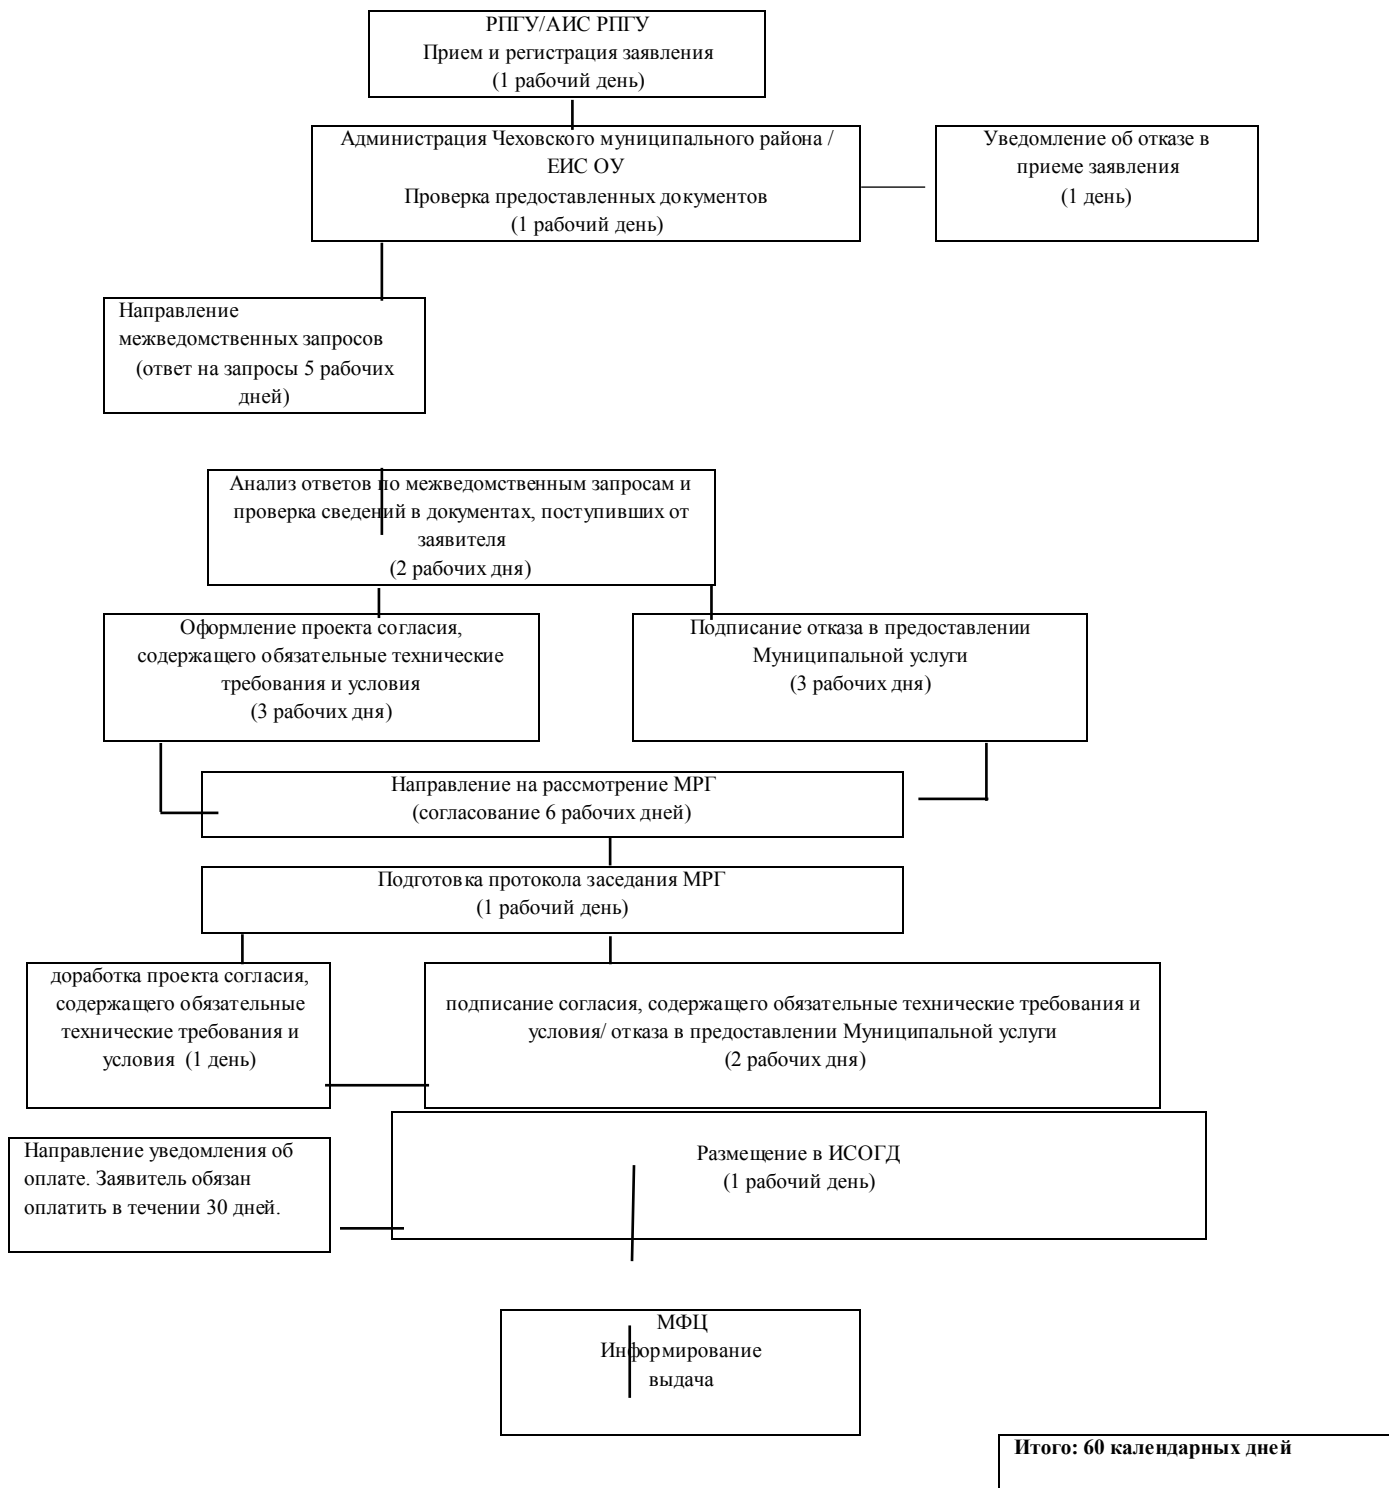 РПГУ/АИС РПГУ
Прием и регистрация заявления
(1 рабочий день)
Администрация Чеховского муниципального района /
ЕИС ОУ
Проверка предоставленных документов
(1 рабочий день)
Уведомление об отказе в
приеме заявления
(1 день)
Направление
межведомственных запросов
(ответ на запросы 5 рабочих
дней)
Анализ ответов по межведомственным запросам и
проверка сведений в документах, поступивших от
заявителя
(2 рабочих дня)
Оформление проекта согласия,
содержащего обязательные технические
требования и условия
(3 рабочих дня)
Подписание отказа в предоставлении
Муниципальной услуги
(3 рабочих дня)
Направление на рассмотрение МРГ
(согласование 6 рабочих дней)
Подготовка протокола заседания МРГ
(1 рабочий день)
доработка проекта согласия,
содержащего обязательные
технические требования и
условия (1 день)
подписание согласия, содержащего обязательные технические требования и
условия/ отказа в предоставлении Муниципальной услуги
(2 рабочих дня)
Направление уведомления об
оплате. Заявитель обязан
оплатить в течении 30 дней.
Размещение в ИСОГД
(1 рабочий день)
МФЦ
Информирование
выдача
Итого: 60 календарных дней